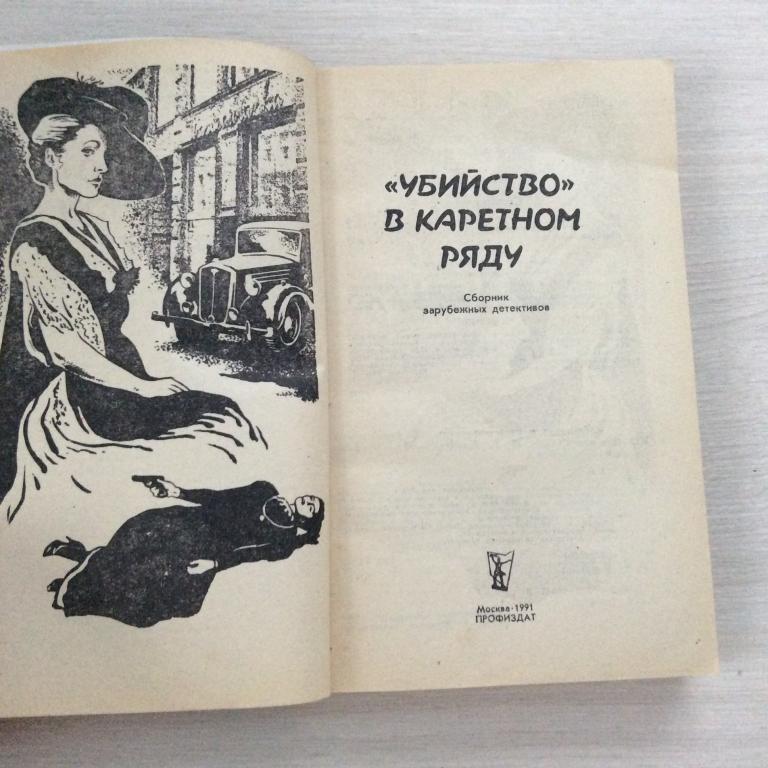 «УБИЙСТВО»
В КАРЕТНОМ
РЯДУ
Сборник
зарубежных детективов
Москва·1991
ПРОФИЗДАТ